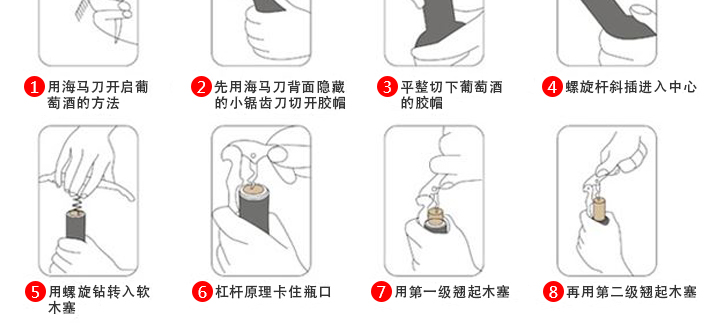 1 用海马刀开启葡
萄酒的方法
2 先用海马刀背面隐藏
的小锯齿刀切开胶帽
3 平整切下葡萄酒
的胶帽
4 螺旋杆斜插进入中心
5 用螺旋钻转入软
木塞
6 杠杆原理卡住瓶口
7 用第一级翘起木塞
8 再用第二级翘起木塞